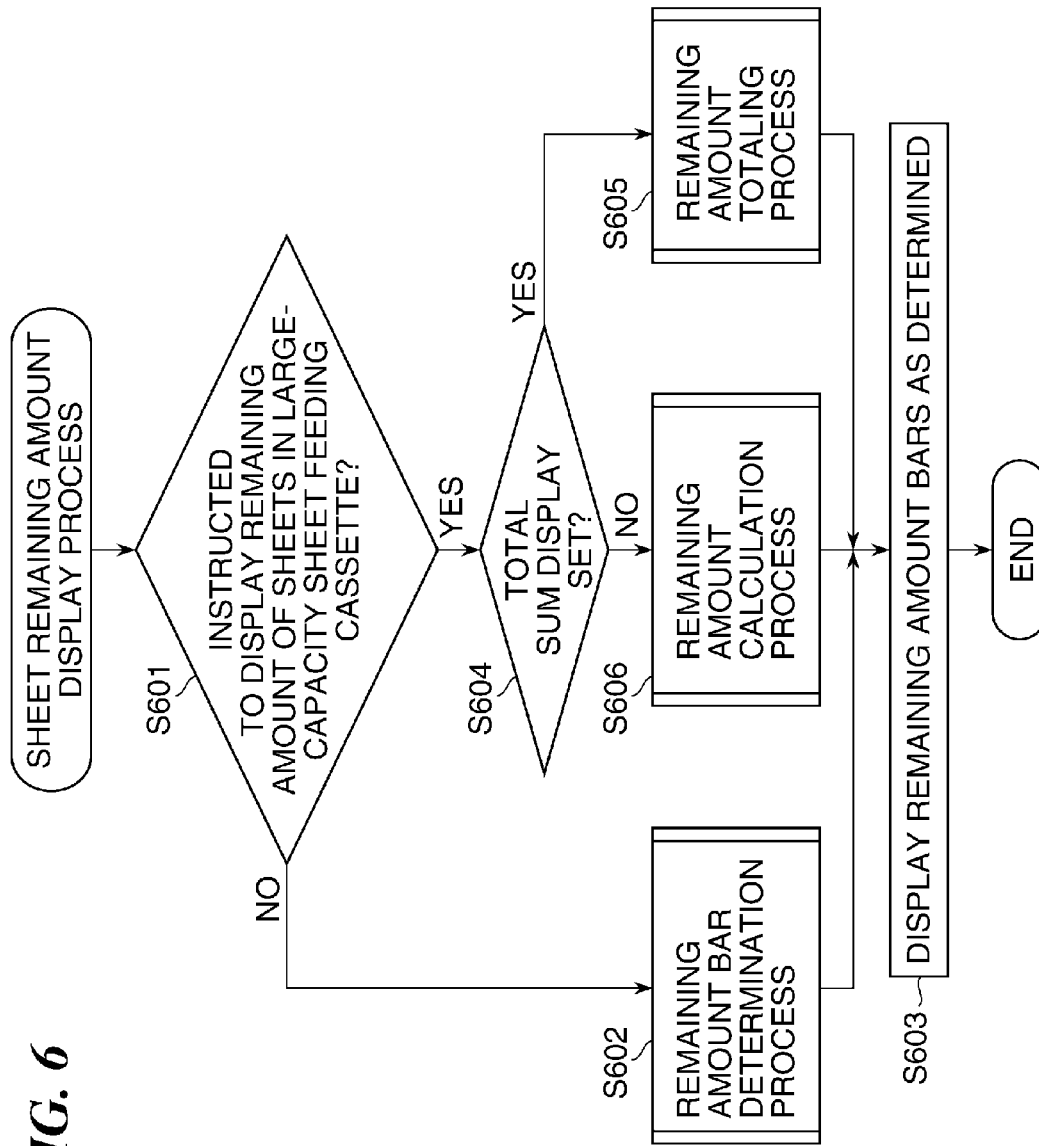 IG. 6
SHEET REMAINING AMOUNT
DISPLAY PROCESS
S601
INSTRUCTED
TO DISPLAY REMAINING
AMOUNT OF SHEETS IN LARGE-
CAPACITY SHEET FEEDING
CASSETTE?
NO
YES
S604
TOTAL
SUM DISPLAY
SET?
YES
NO
S602
REMAINING
AMOUNT BAR
DETERMINATION
PROCESS
S606
REMAINING
AMOUNT
CALCULATION
PROCESS
S605
REMAINING
AMOUNT
TOTALING
PROCESS
S603
DISPLAY REMAINING AMOUNT BARS AS DETERMINED
END